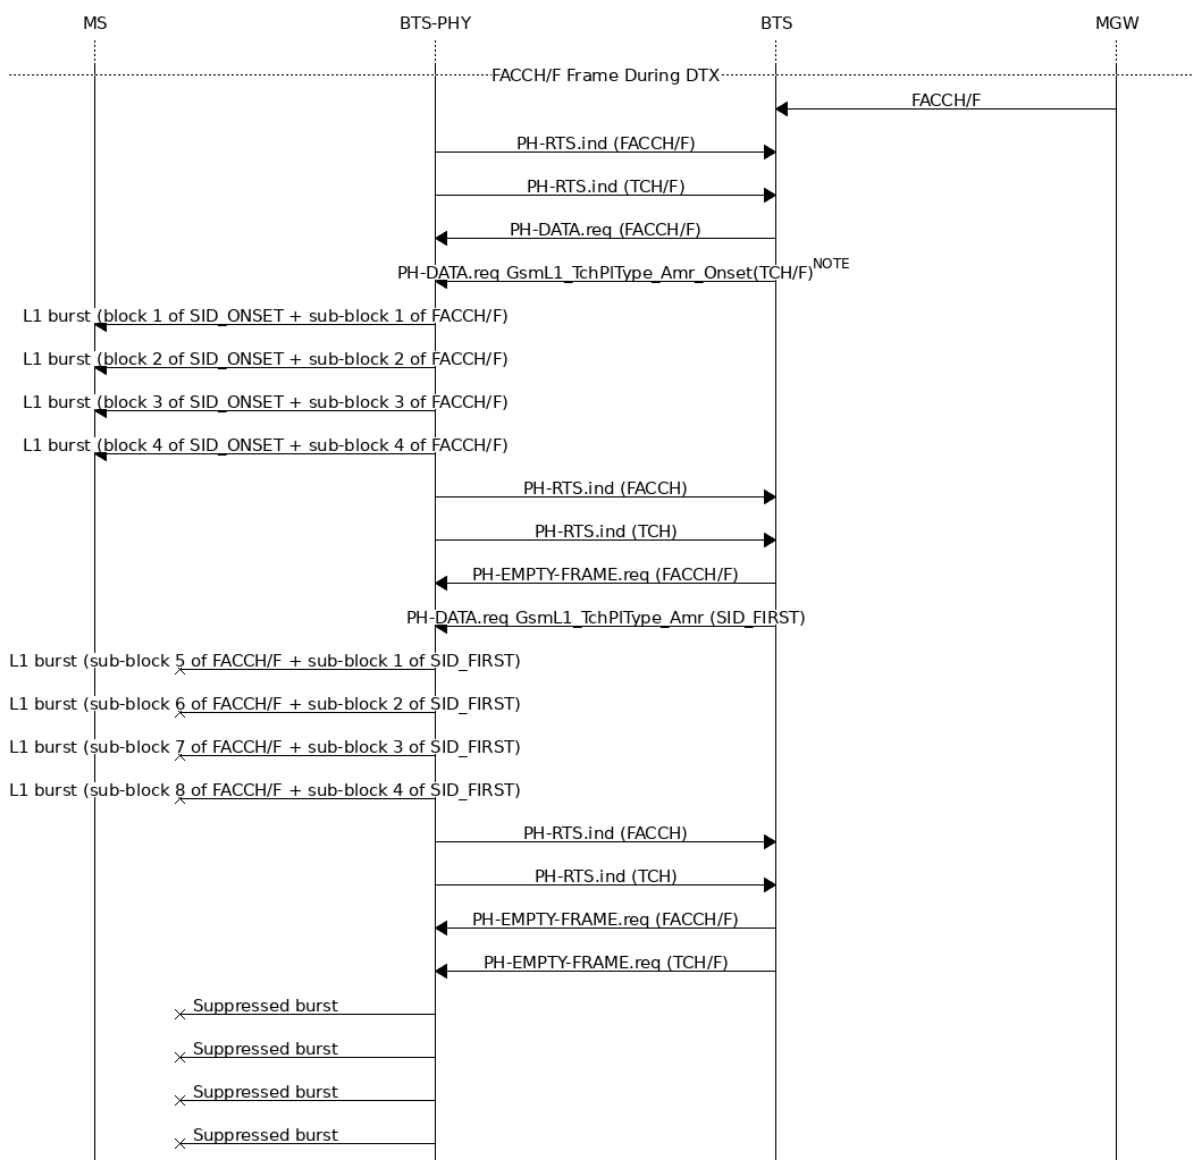 MS BTS-PHY BTS MGW
FACCH/F Frame During DTX
FACCH/F
PH-RTS.ind (FACCH/F)
PH-RTS.ind (TCH/F)
PH-DATA.req (FACCH/F)
PH-DATA.req GsmL1_TchPlType_Amr_Onset(TCH/F)NOTE
L1 burst (block 1 of SID_ONSET + sub-block 1 of FACCH/F)
L1 burst (block 2 of SID_ONSET + sub-block 2 of FACCH/F)
L1 burst (block 3 of SID_ONSET + sub-block 3 of FACCH/F)
L1 burst (block 4 of SID_ONSET + sub-block 4 of FACCH/F)
PH-RTS.ind (FACCH)
PH-RTS.ind (TCH)
PH-EMPTY-FRAME.req (FACCH/F)
PH-DATA.req GsmL1_TchPlType_Amr (SID_FIRST)
L1 burst (sub-block 5 of FACCH/F + sub-block 1 of SID_FIRST)
L1 burst (sub-block 6 of FACCH/F + sub-block 2 of SID_FIRST)
L1 burst (sub-block 7 of FACCH/F + sub-block 3 of SID_FIRST)
L1 burst (sub-block 8 of FACCH/F + sub-block 4 of SID_FIRST)
PH-RTS.ind (FACCH)
PH-RTS.ind (TCH)
PH-EMPTY-FRAME.req (FACCH/F)
PH-EMPTY-FRAME.req (TCH/F)
Suppressed burst
Suppressed burst
Suppressed burst
Suppressed burst